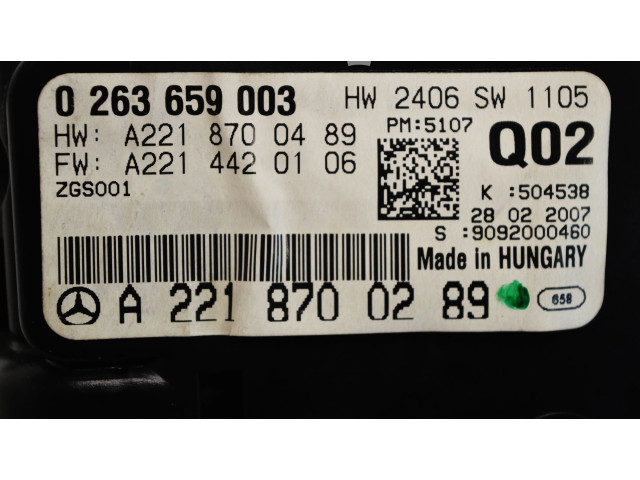 0 263 659 003 HW 2406 SW 1105
HW: A221 870 04 89 PM:5107 Q02
FW: A221 442 01 06
ZGS001 K :504538
28 02 2007
S :9092000460
Made in HUNGARY
A 221 870 02 89 658